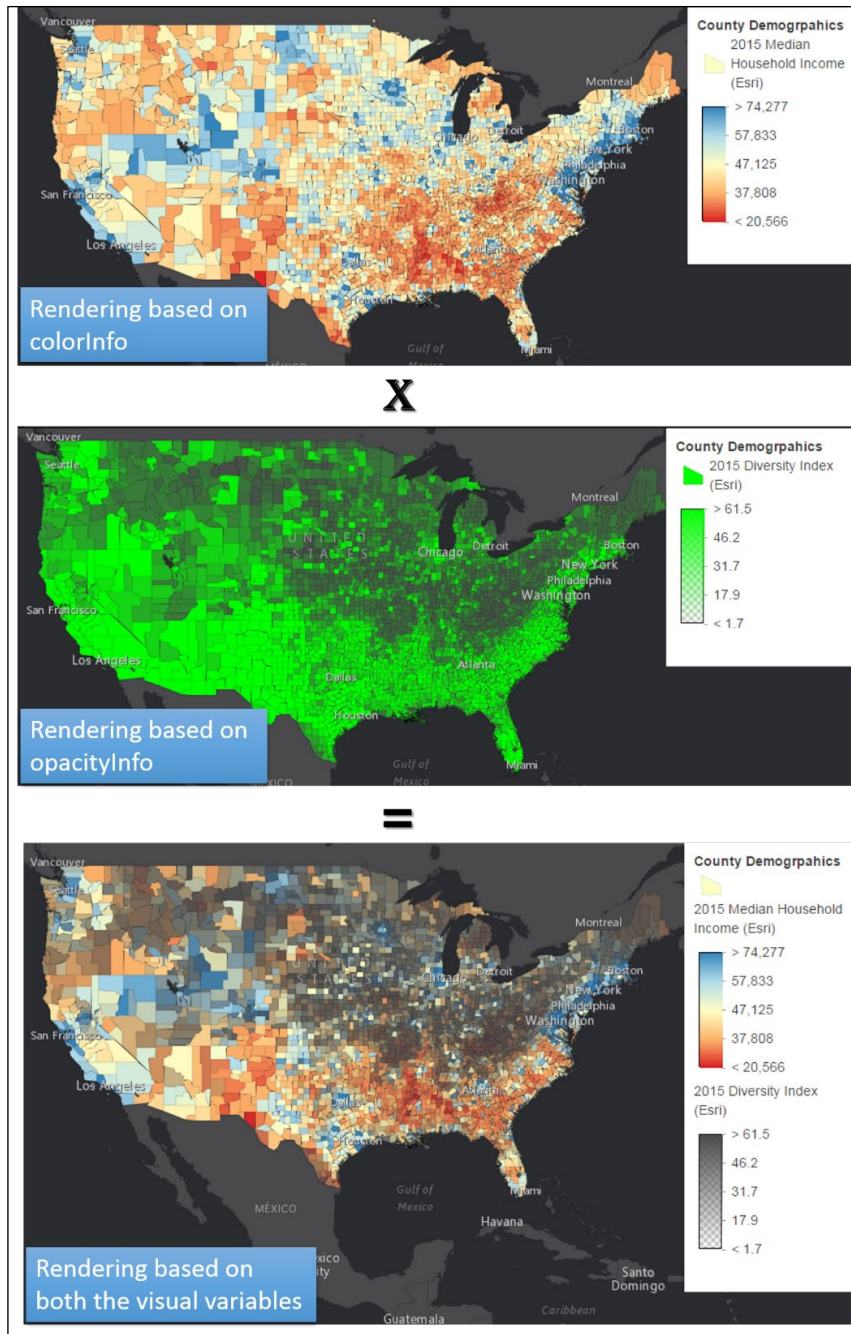 Vancouver
Seattle
Montreal
Chicago
Detroit
Boston
New York
Philadelphia
Washington
San Francisco
Los Angeles
Atlanta
Dallas
Houston
Gulf of
Mexico
Miami
MÉXICO
County Demogrpahics
2015 Median
Household Income
(Esri)
> 74,277
57,833
47,125
37,808
< 20,566
Rendering based on
colorInfo
X
Vancouver
Seattle
Montreal
UNITED
STATES
Chicago
Detroit
Boston
New York
Philadelphia
Washington
San Francisco
Los Angeles
Atlanta
Dallas
Houston
Gulf of
Mexico
Miami
MÉXICO
County Demogrpahics
2015 Diversity Index
(Esri)
> 61.5
46.2
31.7
17.9
< 1.7
Rendering based on
opacityInfo
=
Vancouver
Seattle
Montreal
UNITED
STATES
Chicago
Detroit
Boston
New York
Philadelphia
Washington
San Francisco
Los Angeles
Atlanta
Dallas
Houston
Gulf of
Mexico
Miami
MÉXICO
Havana
Santo
Domingo
Guatemala
Caribbean
County Demogrpahics
2015 Median Household
Income (Esri)
> 74,277
57,833
47,125
37,808
< 20,566
2015 Diversity Index
(Esri)
> 61.5
46.2
31.7
17.9
< 1.7
Rendering based on
both the visual variables